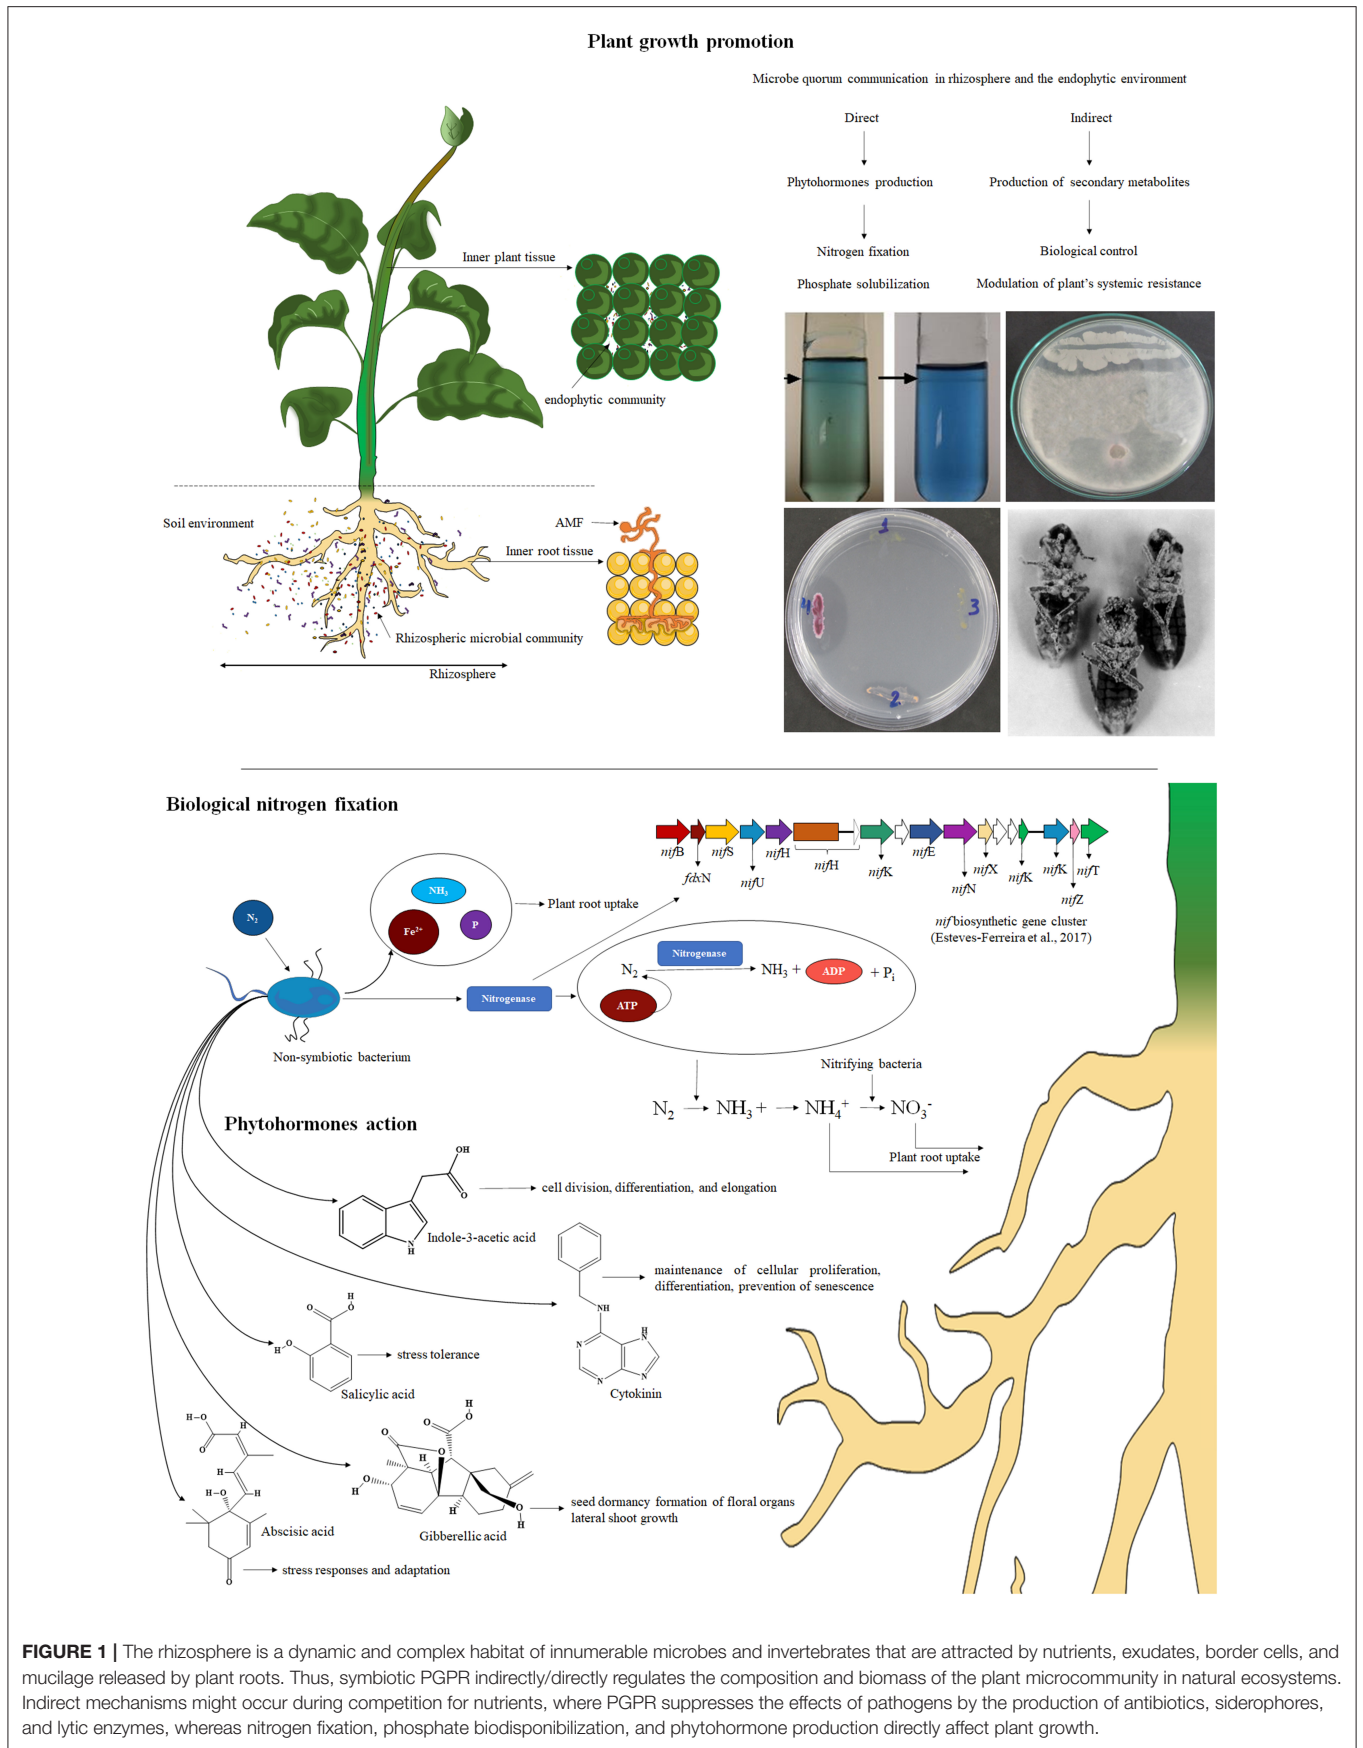 Plant growth promotion
Microbe quorum communication in rhizosphere and the endophytic environment
Direct
Indirect
Phytohormones production
Production of secondary metabolites
Nitrogen fixation
Biological control
Phosphate solubilization
Modulation of plant's systemic resistance
Inner plant tissue
endophytic community
Soil environment
AMF
Inner root tissue
Rhizospheric microbial community
Rhizosphere
1
4
3
2
Biological nitrogen fixation
nifB
fdxN
nifS
nifU
nifH
nifH
nifK
nifE
nifN
nifX
nifK
nifK
nifZ
nifT
nif biosynthetic gene cluster
(Esteves-Ferreira et al., 2017)
N2
NH3
Fe2+
P
Plant root uptake
Nitrogenase
Nitrogenase
N2
NH3 +
ADP
+ Pi
ATP
Non-symbiotic bacterium
Nitrifying bacteria
N2 NH3 + NH4+ NO3-
Plant root uptake
Phytohormones action
OH
O
N
H
Indole-3-acetic acid
cell division, differentiation, and elongation
NH
N
N
N
N
H
Cytokinin
maintenance of cellular proliferation,
differentiation, prevention of senescence
H
O
O
H
O
Salicylic acid
stress tolerance
H-O
O
H
H
H
H-O
O
Abscisic acid
stress responses and adaptation
H
O
O
O
O
H
O
H
H
O
H
Gibberellic acid
seed dormancy formation of floral organs
lateral shoot growth
FIGURE 1 | The rhizosphere is a dynamic and complex habitat of innumerable microbes and invertebrates that are attracted by nutrients, exudates, border cells, and
mucilage released by plant roots. Thus, symbiotic PGPR indirectly/directly regulates the composition and biomass of the plant microcommunity in natural ecosystems.
Indirect mechanisms might occur during competition for nutrients, where PGPR suppresses the effects of pathogens by the production of antibiotics, siderophores,
and lytic enzymes, whereas nitrogen fixation, phosphate biodisponibilization, and phytohormone production directly affect plant growth.